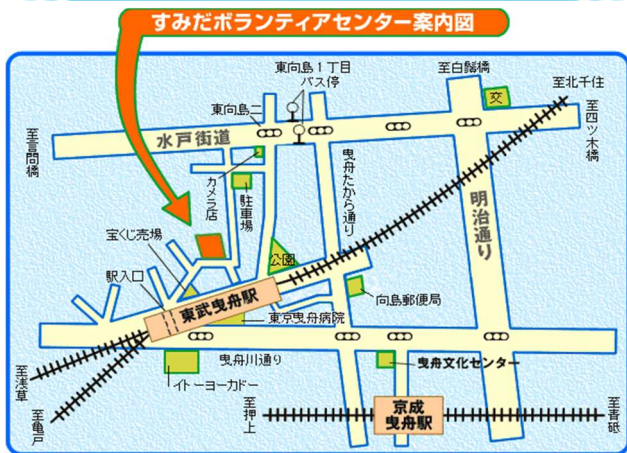 すみだボランティアセンター案内図
東向島1丁目
バス停
至白鬚橋
至北千住
交
東向島二
至四ツ木橋
水戸街道
至言問橋
カメラ店
駐車場
曳舟たから通り
明治通り
宝くじ売場
公園
駅入口
東武曳舟駅
向島郵便局
東京曳舟病院
曳舟川通り
曳舟文化センター
イトーヨーカドー
至浅草
至亀戸
至押上
京成
曳舟駅
至青砥